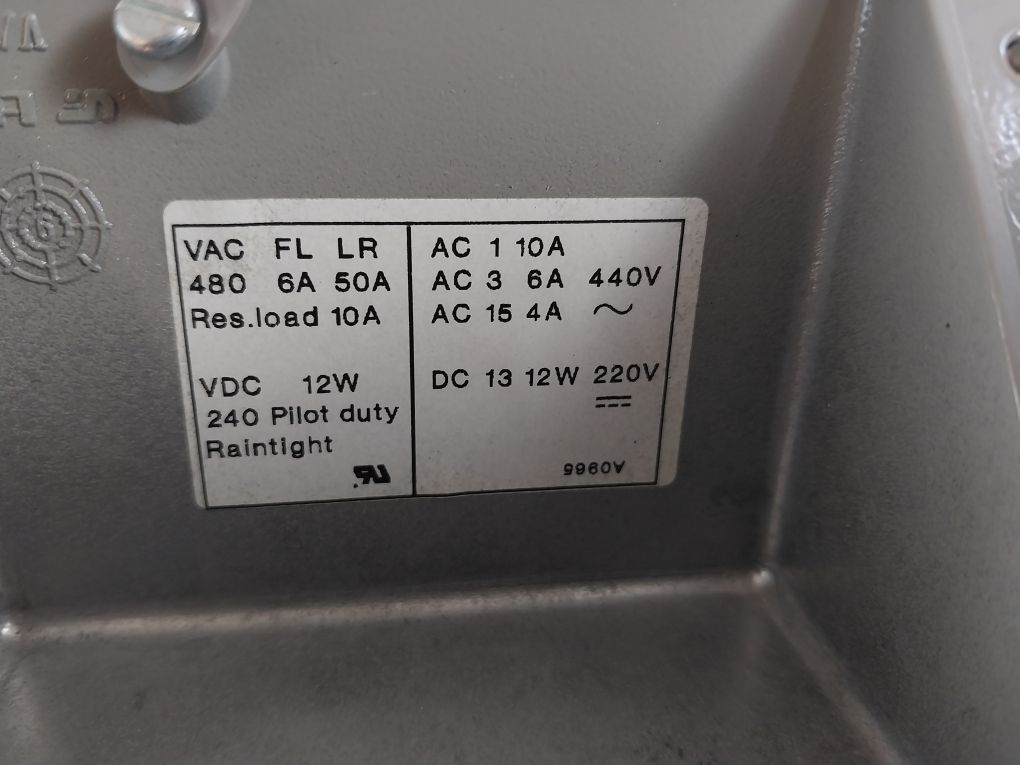 VAC FL LR
480 6A 50A
Res.load 10A
VDC 12W
240 Pilot duty
Raintight
AC 1 10A
AC 3 6A 440V
AC 15 4A ~
DC 13 12W 220V
A0965